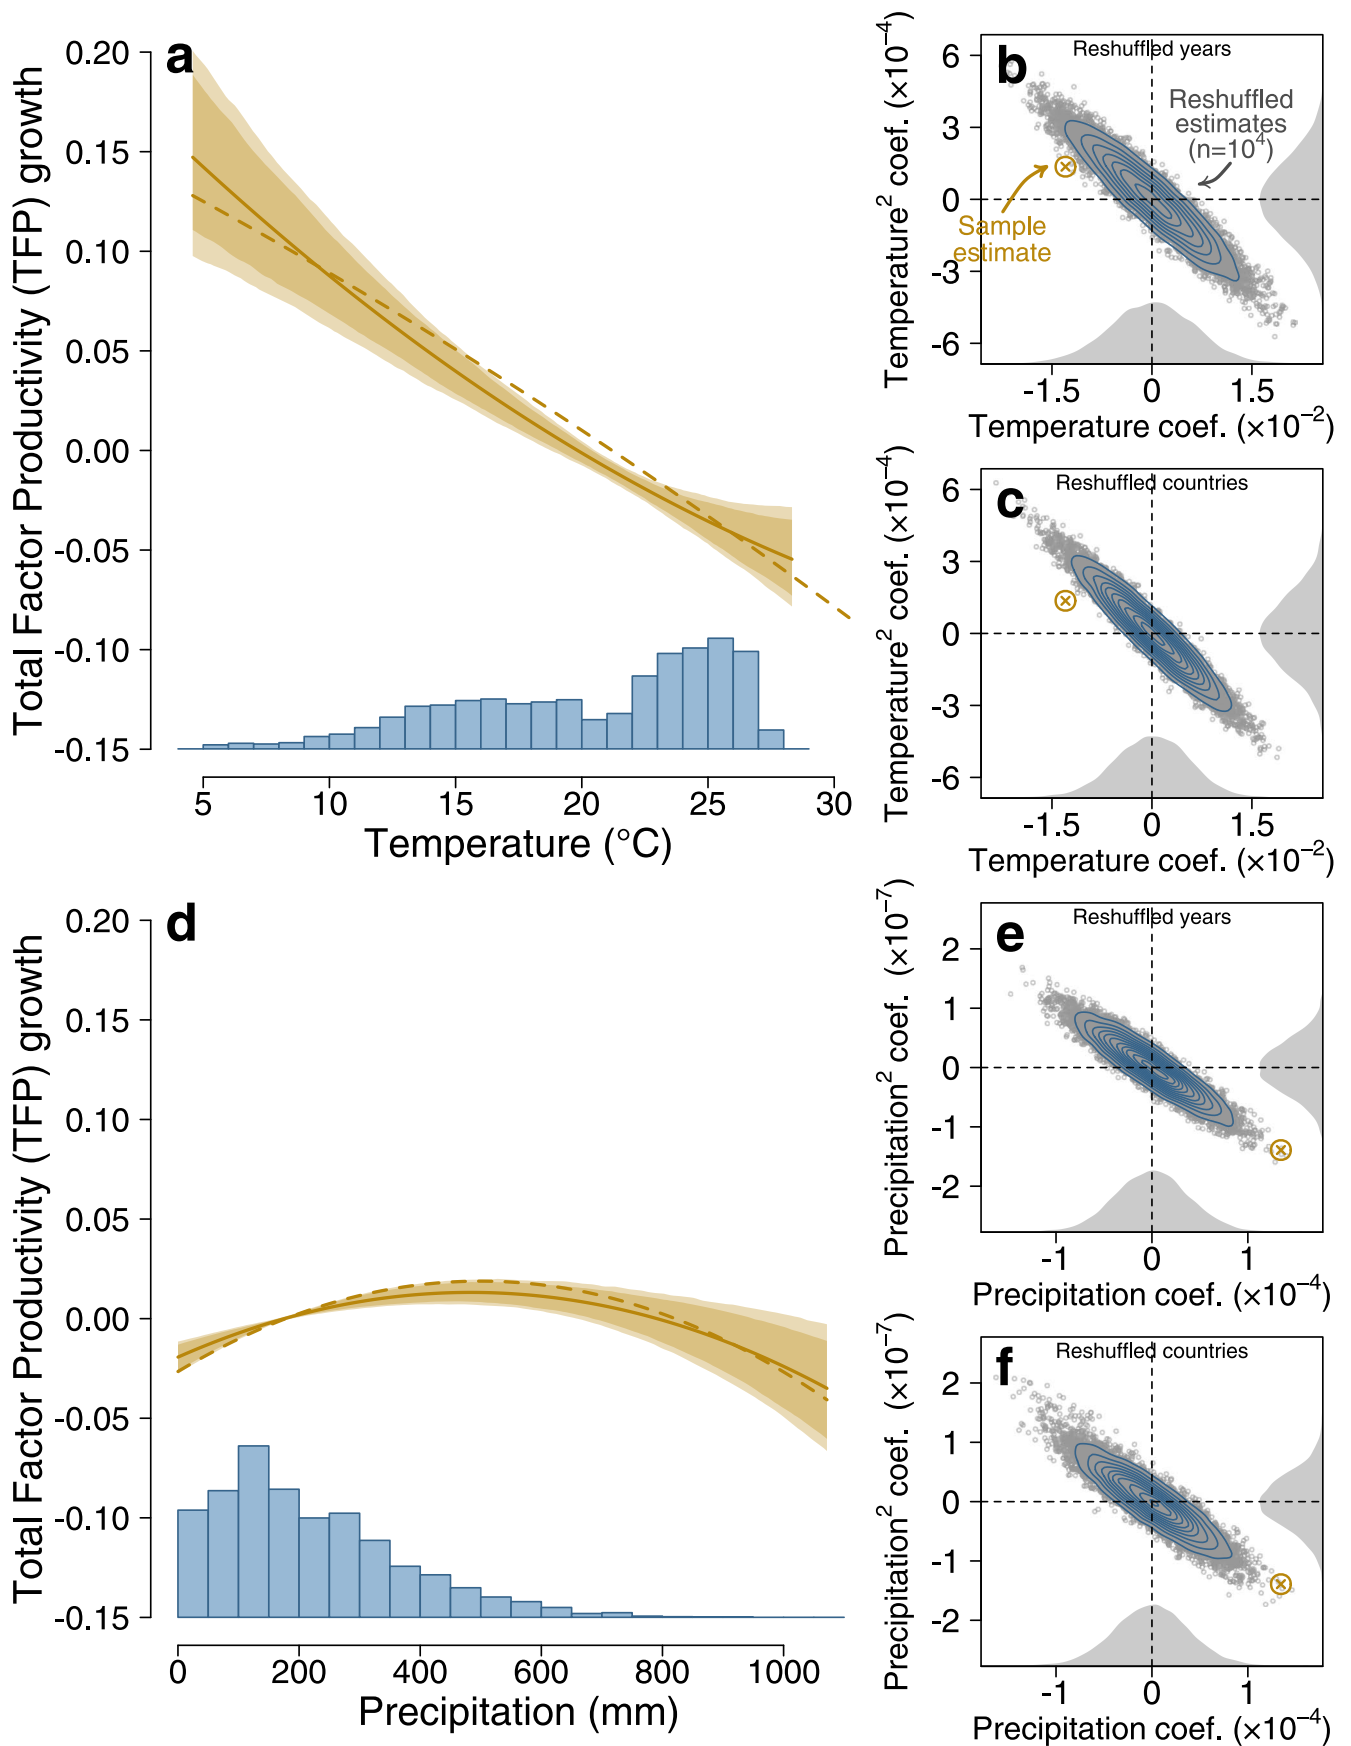 a
Total Factor Productivity (TFP) growth
0.20
0.15
0.10
0.05
0.00
-0.05
-0.10
-0.15
5
10
15
20
25
30
Temperature (°C)
b
Reshuffled years
Reshuffled
estimates
(n=10⁴)
Sample
estimate
Temperature² coef. (×10⁻⁴)
6
3
0
-3
-6
-1.5
0
1.5
Temperature coef. (×10⁻²)
c
Reshuffled countries
Temperature² coef. (×10⁻⁴)
6
3
0
-3
-6
-1.5
0
1.5
Temperature coef. (×10⁻²)
d
Total Factor Productivity (TFP) growth
0.20
0.15
0.10
0.05
0.00
-0.05
-0.10
-0.15
0
200
400
600
800
1000
Precipitation (mm)
e
Reshuffled years
Precipitation² coef. (×10⁻⁷)
2
1
0
-1
-2
-1
0
1
Precipitation coef. (×10⁻⁴)
f
Reshuffled countries
Precipitation² coef. (×10⁻⁷)
2
1
0
-1
-2
-1
0
1
Precipitation coef. (×10⁻⁴)